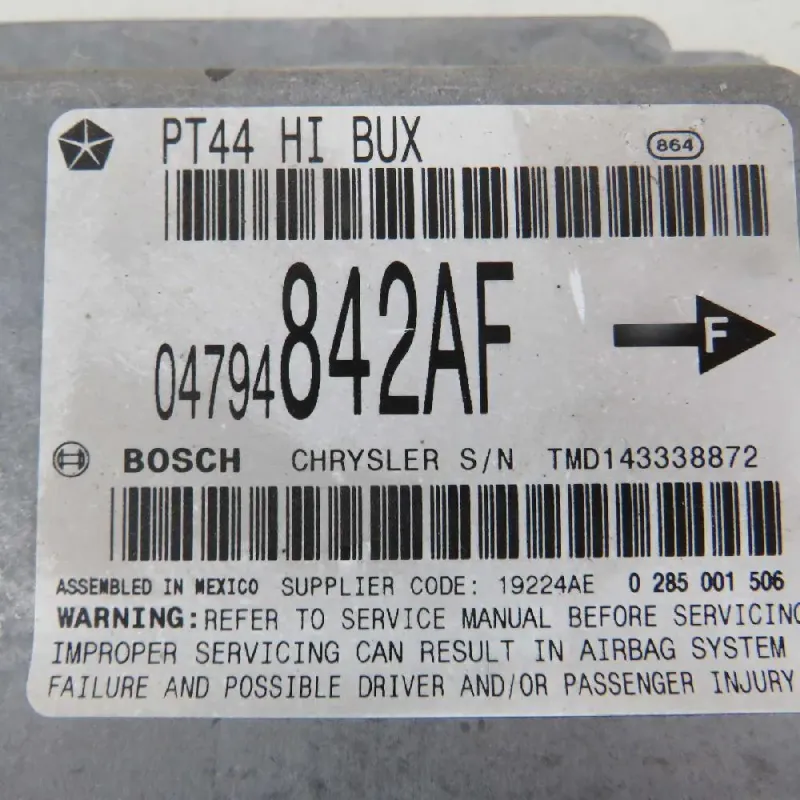 PT44 HI BUX 864
04794842AF F
BOSCH CHRYSLER S/N TMD143338872
ASSEMBLED IN MEXICO SUPPLIER CODE: 19224AE 0 285 001 506
WARNING: REFER TO SERVICE MANUAL BEFORE SERVICING
IMPROPER SERVICING CAN RESULT IN AIRBAG SYSTEM
FAILURE AND POSSIBLE DRIVER AND/OR PASSENGER INJURY